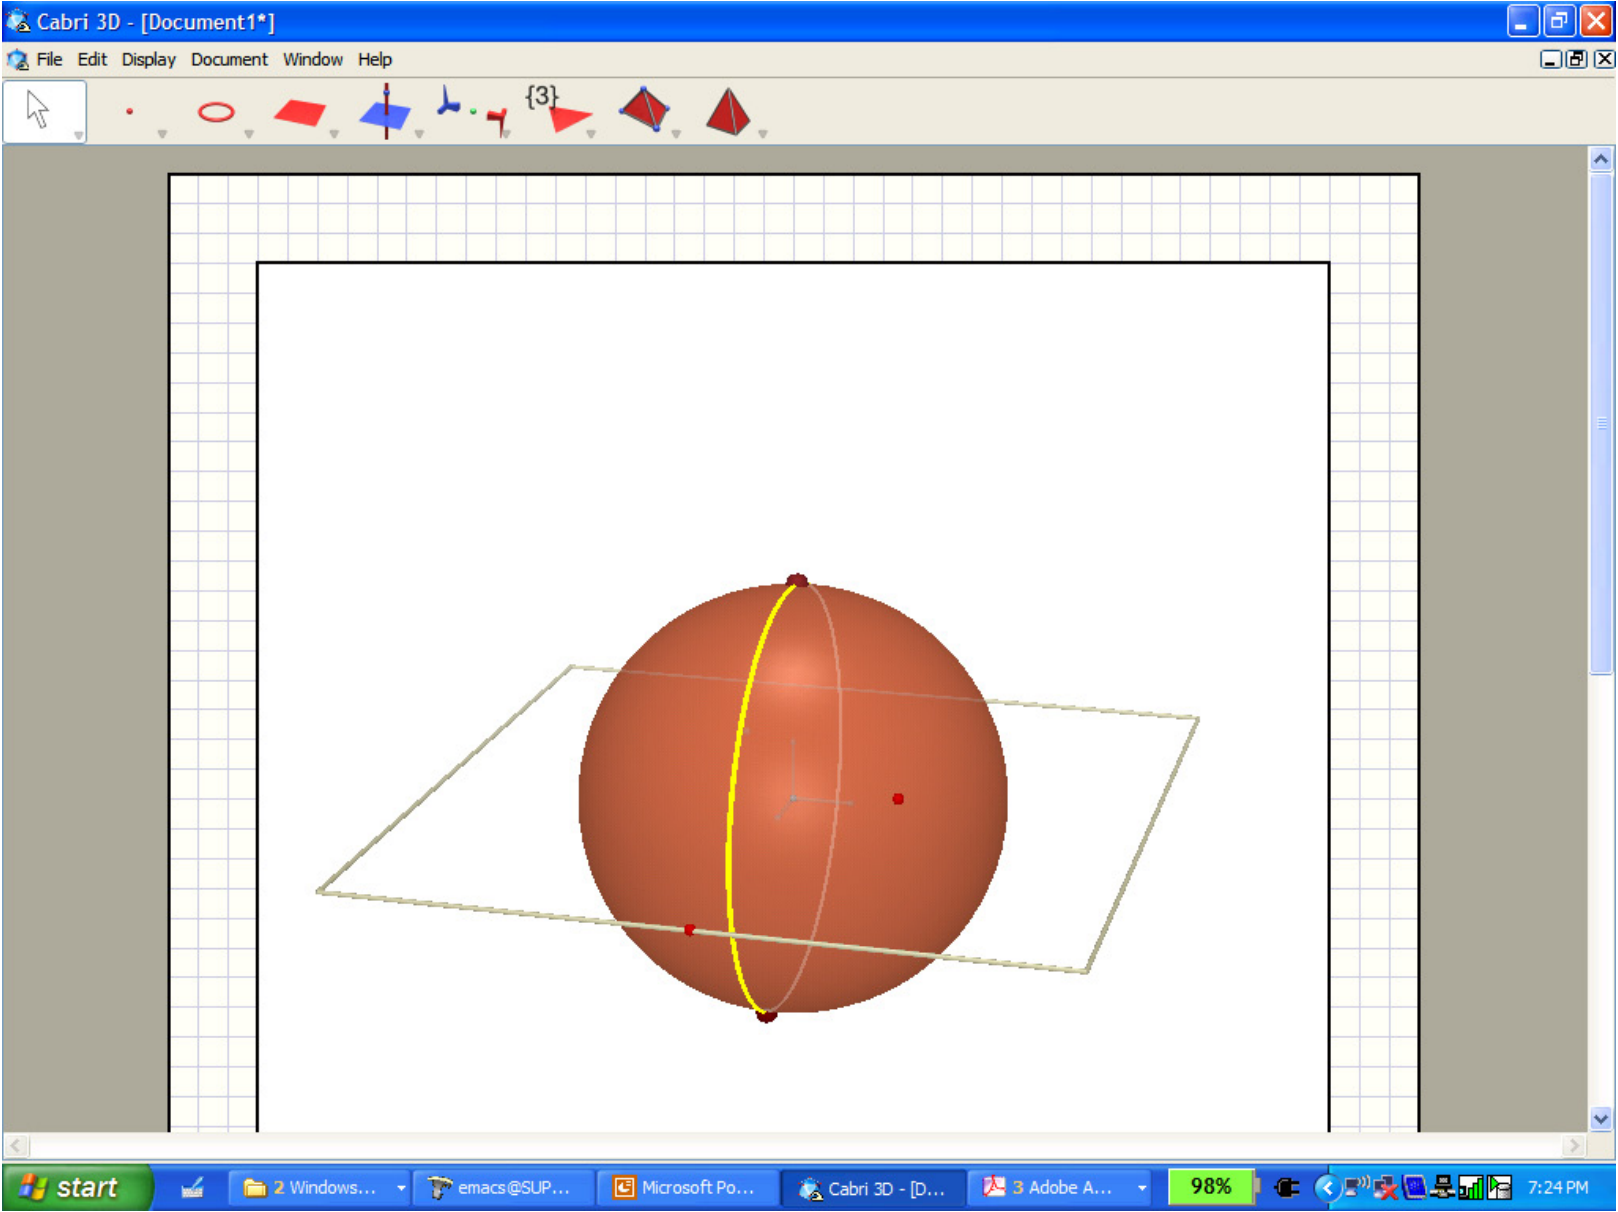 Cabri 3D - [Document1*]
File Edit Display Document Window Help
{3}
start 2 Windows... emacs@SUP... Microsoft Po... Cabri 3D - [D... 3 Adobe A... 98% 7:24 PM